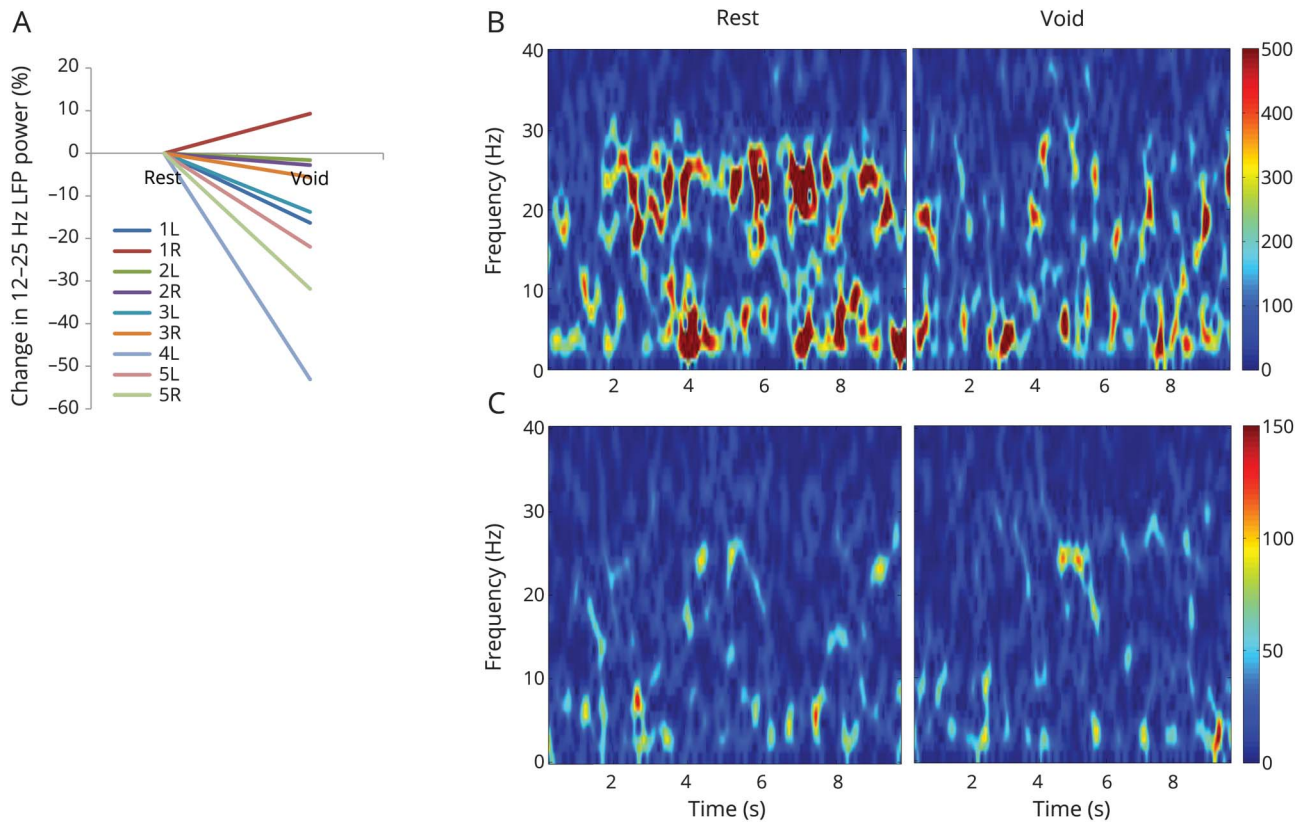 A
Change in 12–25 Hz LFP power (%)
20
10
0
–10
–20
–30
–40
–50
–60
Rest
Void
1L
1R
2L
2R
3L
3R
4L
5L
5R
B
Rest
Void
Frequency (Hz)
40
30
20
10
0
2 4 6 8
2 4 6 8
500
400
300
200
100
0
C
Frequency (Hz)
40
30
20
10
0
2 4 6 8
2 4 6 8
Time (s)
Time (s)
150
100
50
0